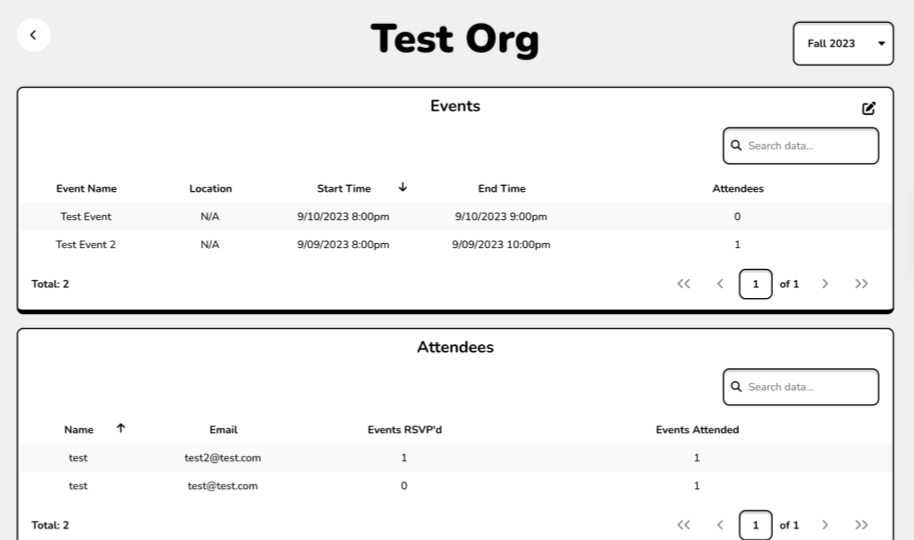 Test Org
Fall 2023
Events
Search data...
Event Name Location Start Time End Time Attendees
Test Event N/A 9/10/2023 8:00pm 9/10/2023 9:00pm 0
Test Event 2 N/A 9/09/2023 8:00pm 9/09/2023 10:00pm 1
Total: 2 << < 1 of 1 > >>
Attendees
Search data...
Name Email Events RSVP'd Events Attended
test test2@test.com 1 1
test test@test.com 0 1
Total: 2 << < 1 of 1 > >>